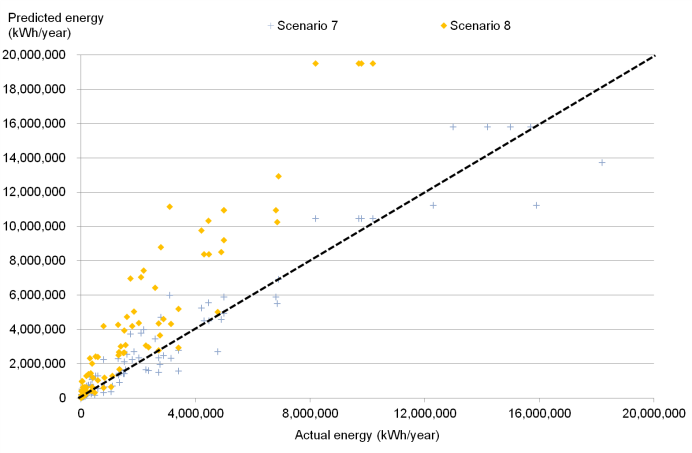 Predicted energy
(kWh/year)
Scenario 7
Scenario 8
20,000,000
18,000,000
16,000,000
14,000,000
12,000,000
10,000,000
8,000,000
6,000,000
4,000,000
2,000,000
0
0 4,000,000 8,000,000 12,000,000 16,000,000 20,000,000
Actual energy (kWh/year)